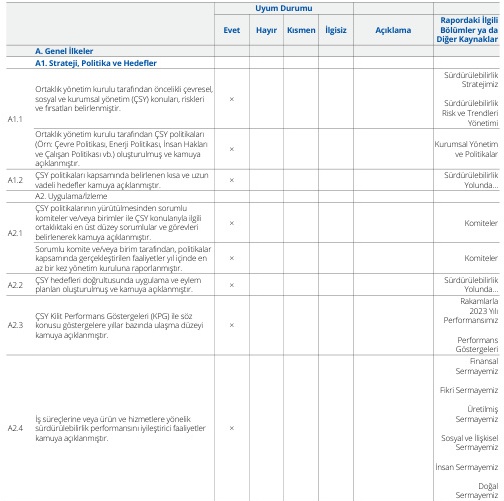 Uyum Durumu
Evet Hayır Kısmen İlgisiz Açıklama Rapordaki İlgili
Bölümler ya da
Diğer Kaynaklar
A. Genel İlkeler
A1. Strateji, Politika ve Hedefler
A1.1
Ortaklık yönetim kurulu tarafından öncelikli çevresel,
sosyal ve kurumsal yönetim (ÇSY) konuları, riskleri
ve fırsatları belirlenmiştir.
×
Sürdürülebilirlik
Stratejimiz
Sürdürülebilirlik
Risk ve Trendleri
Yönetimi
Ortaklık yönetim kurulu tarafından ÇSY politikaları
(Örn: Çevre Politikası, Enerji Politikası, İnsan Hakları
ve Çalışan Politikası vb.) oluşturulmuş ve kamuya
açıklanmıştır.
×
Kurumsal Yönetim
ve Politikalar
A1.2
ÇSY politikaları kapsamında belirlenen kısa ve uzun
vadeli hedefler kamuya açıklanmıştır.
×
Sürdürülebilirlik
Yolunda...
A2. Uygulama/İzleme
A2.1
ÇSY politikalarının yürütülmesinden sorumlu
komiteler ve/veya birimler ile ÇSY konularıyla ilgili
ortaklıktaki en üst düzey sorumlular ve görevleri
belirlenerek kamuya açıklanmıştır.
×
Komiteler
Sorumlu komite ve/veya birim tarafından, politikalar
kapsamında gerçekleştirilen faaliyetler yıl içinde en
az bir kez yönetim kuruluna raporlanmıştır.
×
Komiteler
A2.2
ÇSY hedefleri doğrultusunda uygulama ve eylem
planları oluşturulmuş ve kamuya açıklanmıştır.
×
Sürdürülebilirlik
Yolunda...
A2.3
ÇSY Kilit Performans Göstergeleri (KPG) ile söz
konusu göstergelere yıllar bazında ulaşma düzeyi
kamuya açıklanmıştır.
×
Rakamlarla
2023 Yılı
Performansımız
Performans
Göstergeleri
A2.4
İş süreçlerine veya ürün ve hizmetlere yönelik
sürdürülebilirlik performansını iyileştirici faaliyetler
kamuya açıklanmıştır.
×
Finansal
Sermayemiz
Fikri Sermayemiz
Üretilmiş
Sermayemiz
Sosyal ve İlişkisel
Sermayemiz
İnsan Sermayemiz
Doğal
Sermayemiz